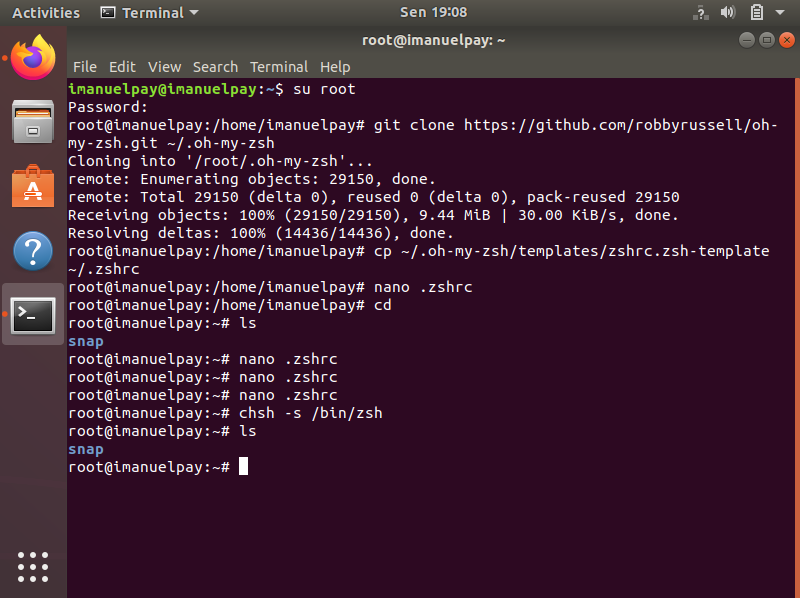 Activities Terminal Sen 19:08
root@imanuelpay: ~
File Edit View Search Terminal Help
imanuelpay@imanuelpay:~$ su root
Password:
root@imanuelpay:/home/imanuelpay# git clone https://github.com/robbyrussell/oh-
my-zsh.git ~/.oh-my-zsh
Cloning into '/root/.oh-my-zsh'...
remote: Enumerating objects: 29150, done.
remote: Total 29150 (delta 0), reused 0 (delta 0), pack-reused 29150
Receiving objects: 100% (29150/29150), 9.44 MiB | 30.00 KiB/s, done.
Resolving deltas: 100% (14436/14436), done.
root@imanuelpay:/home/imanuelpay# cp ~/.oh-my-zsh/templates/zshrc.zsh-template
~/.zshrc
root@imanuelpay:/home/imanuelpay# nano .zshrc
root@imanuelpay:/home/imanuelpay# cd
root@imanuelpay:~# ls
snap
root@imanuelpay:~# nano .zshrc
root@imanuelpay:~# nano .zshrc
root@imanuelpay:~# nano .zshrc
root@imanuelpay:~# chsh -s /bin/zsh
root@imanuelpay:~# ls
snap
root@imanuelpay:~#